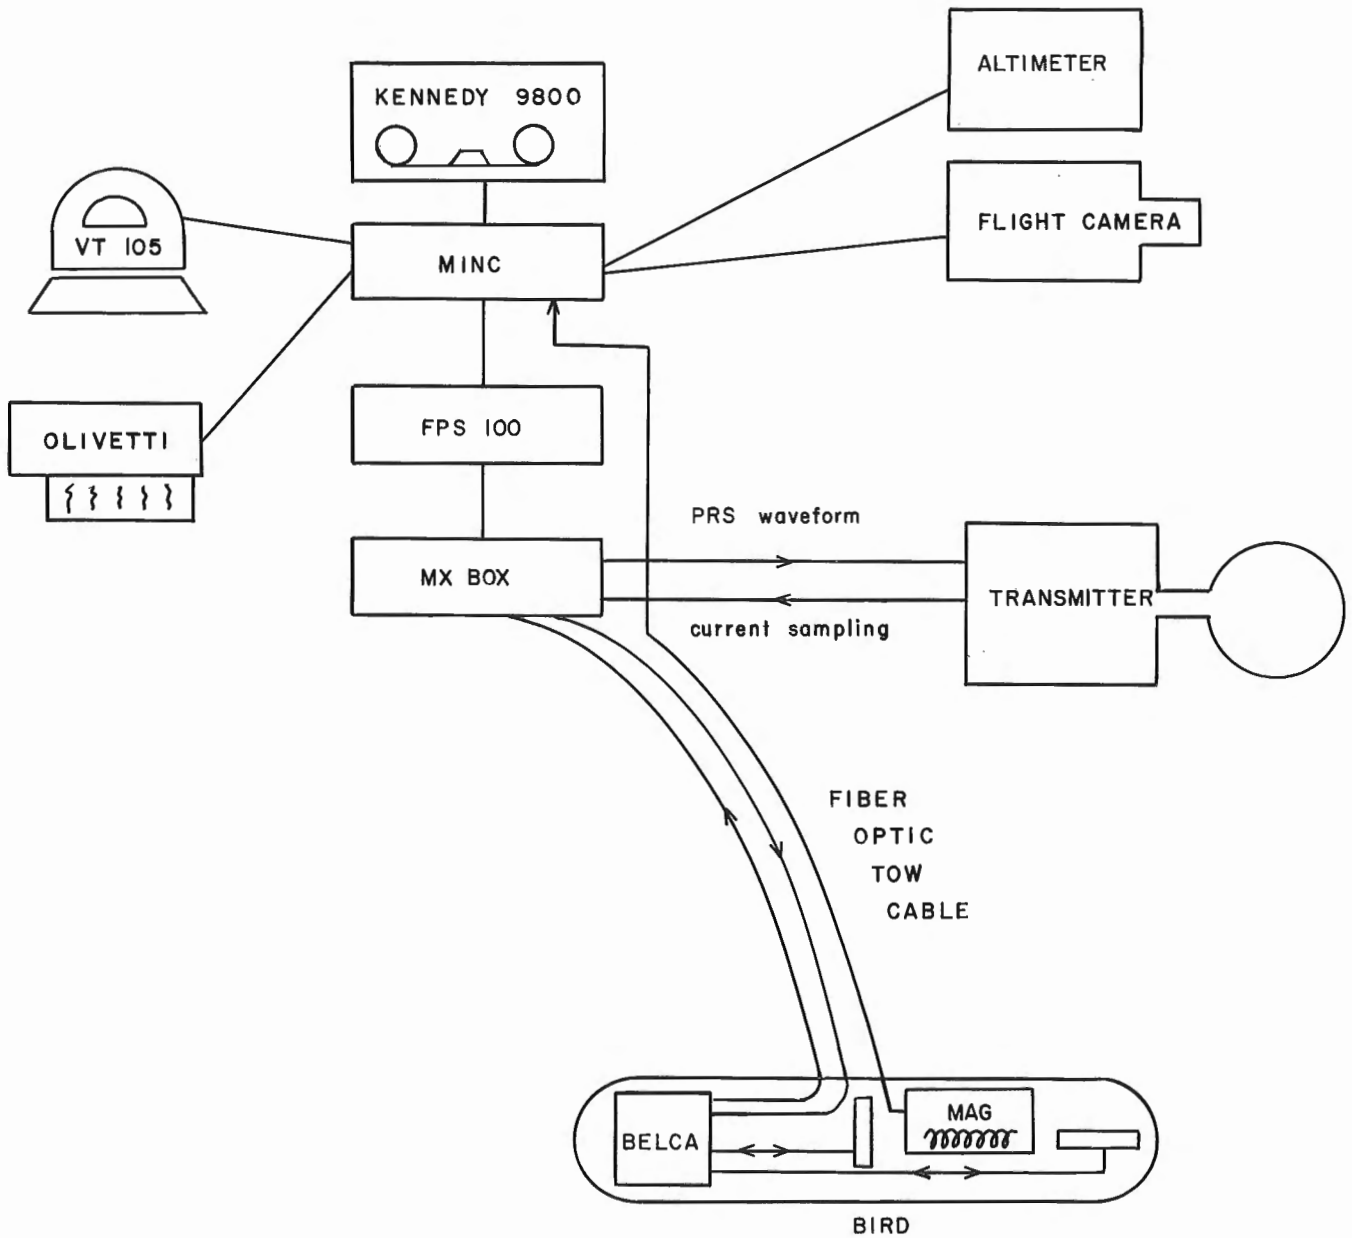 ALTIMETER
KENNEDY 9800
FLIGHT CAMERA
VT 105
MINC
OLIVETTI
FPS 100
PRS waveform
MX BOX
TRANSMITTER
current sampling
FIBER
OPTIC
TOW
CABLE
MAG
BELCA
BIRD